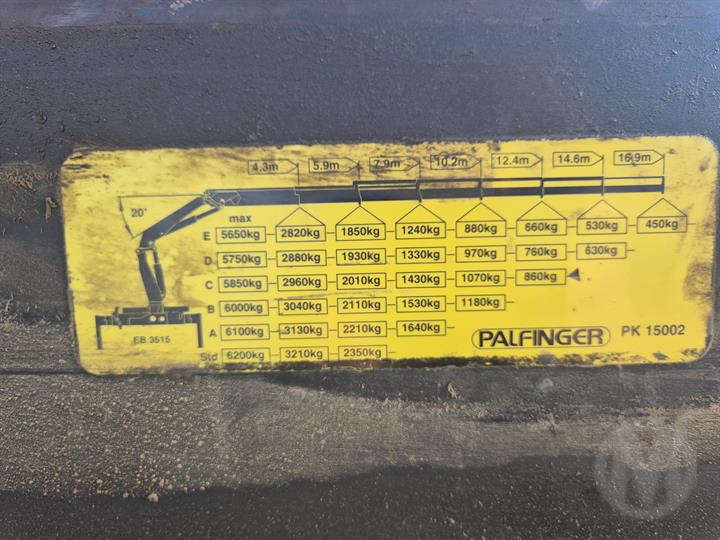 4.3m 5.9m 7.9m 10.2m 12.4m 14.6m 16.9m
20°
max
E 5650kg 2820kg 1850kg 1240kg 880kg 660kg 530kg 450kg
D 5750kg 2880kg 1930kg 1330kg 970kg 760kg 630kg
C 5850kg 2960kg 2010kg 1430kg 1070kg 860kg
B 6000kg 3040kg 2110kg 1530kg 1180kg
A 6100kg 3130kg 2210kg 1640kg
EB 3515
PALFINGER PK 15002
Std 6200kg 3210kg 2350kg
M